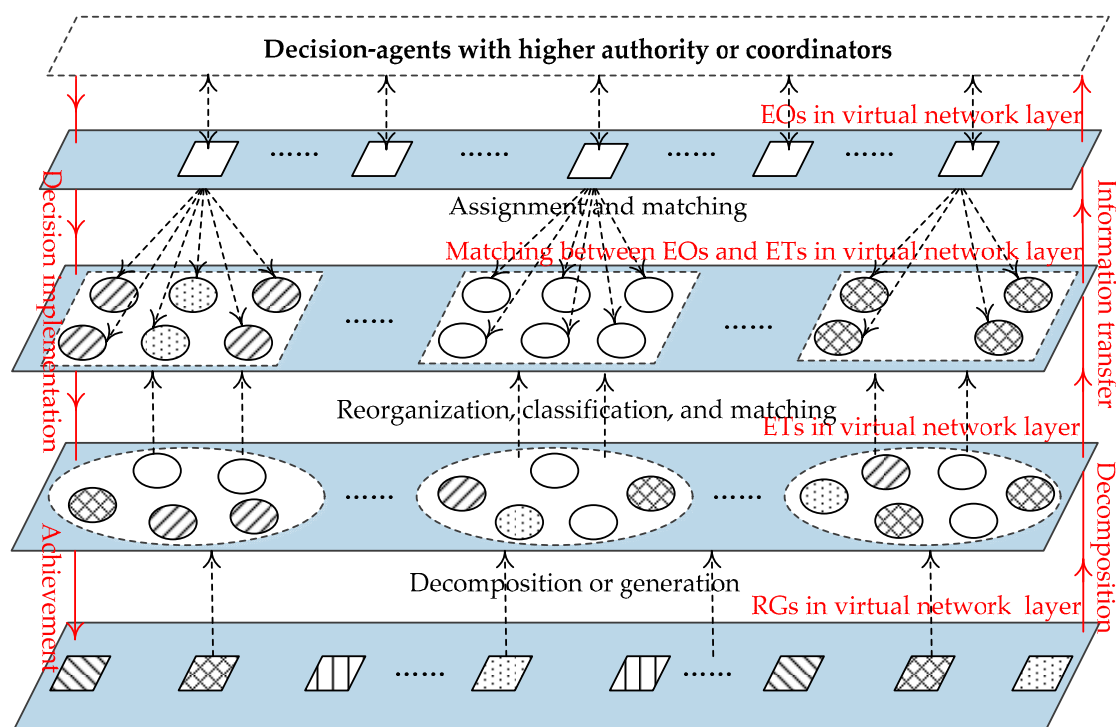 Decision-agents with higher authority or coordinators
EOs in virtual network layer
...... ...... ...... ......
Assignment and matching
Matching between EOs and ETs in virtual network layer
Decision implementation
Information transfer
...... ......
Reorganization, classification, and matching
ETs in virtual network layer
...... ......
Achievement
Decomposition
Decomposition or generation
RGs in virtual network layer
...... ......